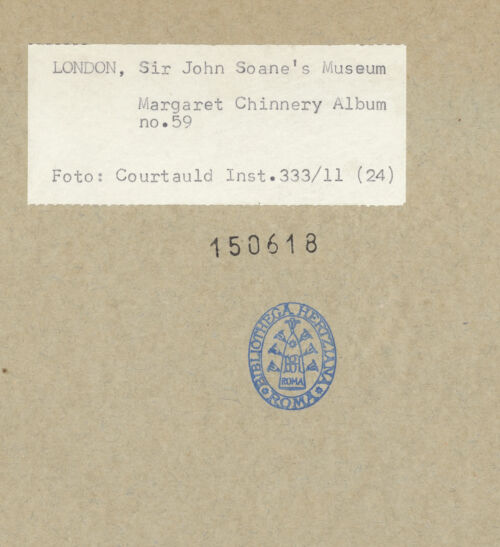 LONDON, Sir John Soane's Museum
Margaret Chinnery Album
no.59
Foto: Courtauld Inst.333/11 (24)
150618
BIBLIOTHECA HERTZIANA
ROMA
ROMA